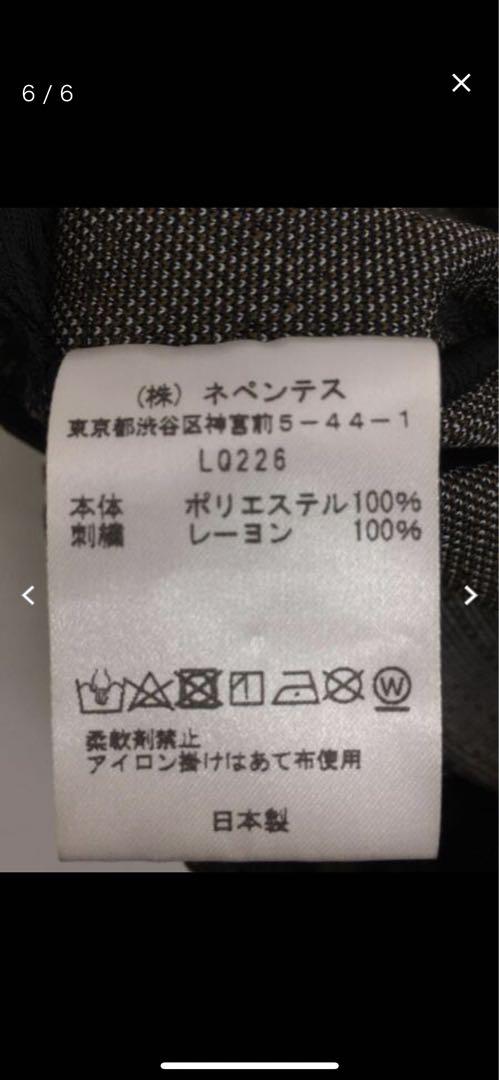 6 / 6
(株) ネペンテス
東京都渋谷区神宮前5-44-1
LQ226
本体 ポリエステル100%
刺繍 レーヨン 100%
W
柔軟剤禁止
アイロン掛けはあて布使用
日本製